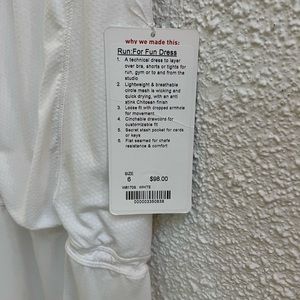 why we made this:
Run:For Fun Dress
1. A technical dress to layer
over bra, shorts or tights for
run, gym or to and from the
studio
2. Lightweight & breathable
circle mesh is wicking and
quick drying, with an anti
stink Chitosan finish
3. Loose fit with dropped armhole
for movement.
4. Cinchable drawcord for
customizable fit
5. Secret stash pocket for cards
or keys
6. Flat seamed for chafe
resistance & comfort
SIZE
6 $98.00
WHITE